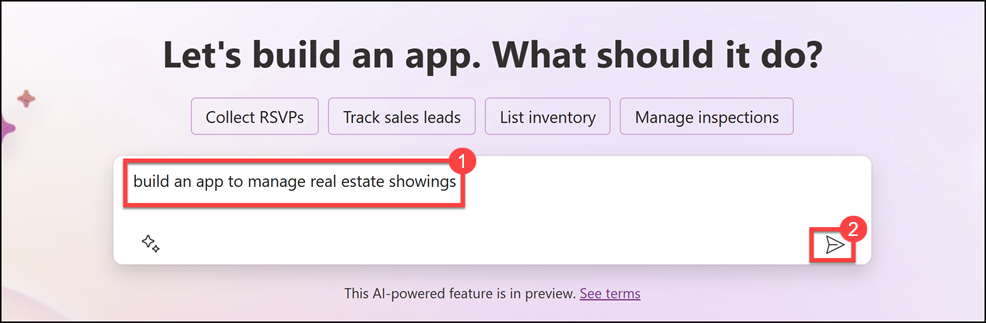 Let's build an app. What should it do?
Collect RSVPs Track sales leads List inventory Manage inspections
1
build an app to manage real estate showings
2
This AI-powered feature is in preview. See terms